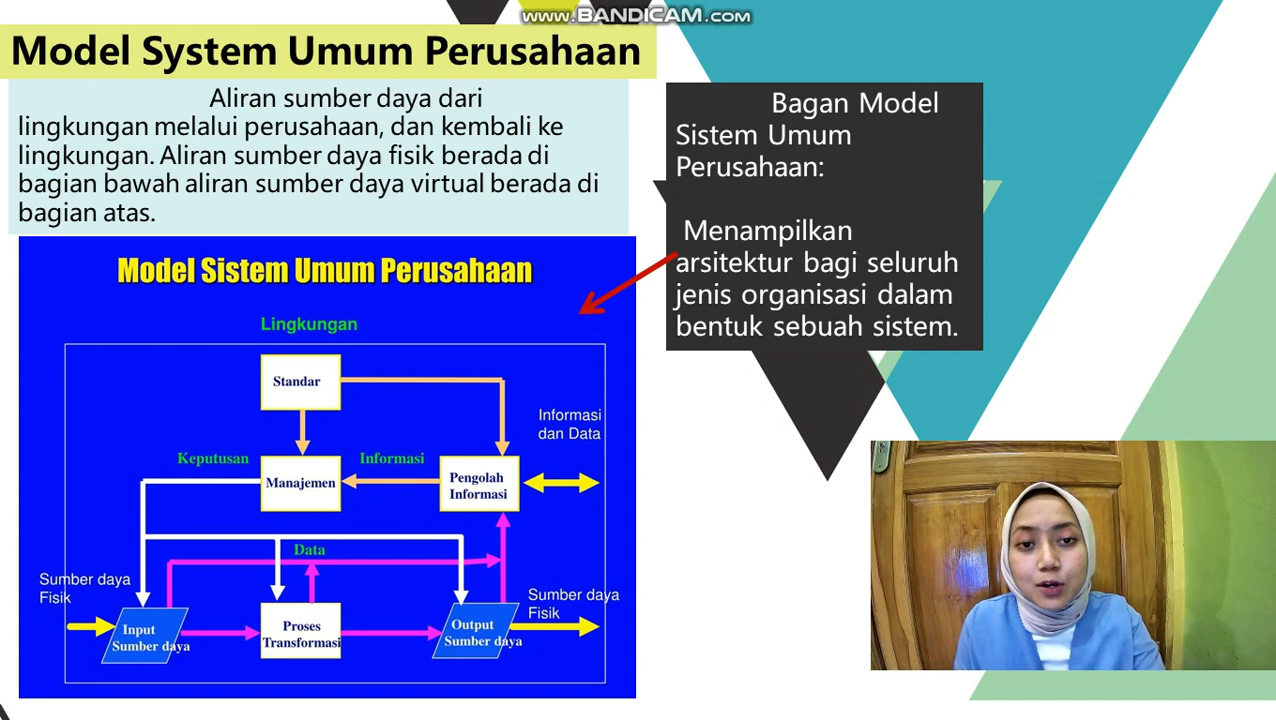 www.BANDICAM.com
Model System Umum Perusahaan
Aliran sumber daya dari
lingkungan melalui perusahaan, dan kembali ke
lingkungan. Aliran sumber daya fisik berada di
bagian bawah aliran sumber daya virtual berada di
bagian atas.
Bagan Model
Sistem Umum
Perusahaan:
Menampilkan
arsitektur bagi seluruh
jenis organisasi dalam
bentuk sebuah sistem.
Model Sistem Umum Perusahaan
Lingkungan
Standar
Informasi
dan Data
Keputusan
Informasi
Manajemen
Pengolah
Informasi
Data
Sumber daya
Fisik
Sumber daya
Fisik
Input
Sumber daya
Proses
Transformasi
Output
Sumber daya